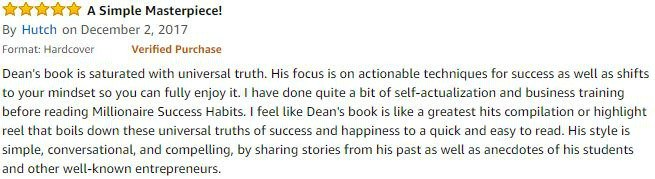 A Simple Masterpiece!
By Hutch on December 2, 2017
Format: Hardcover Verified Purchase
Dean's book is saturated with universal truth. His focus is on actionable techniques for success as well as shifts
to your mindset so you can fully enjoy it. I have done quite a bit of self-actualization and business training
before reading Millionaire Success Habits. I feel like Dean's book is like a greatest hits compilation or highlight
reel that boils down these universal truths of success and happiness to a quick and easy to read. His style is
simple, conversational, and compelling, by sharing stories from his past as well as anecdotes of his students
and other well-known entrepreneurs.